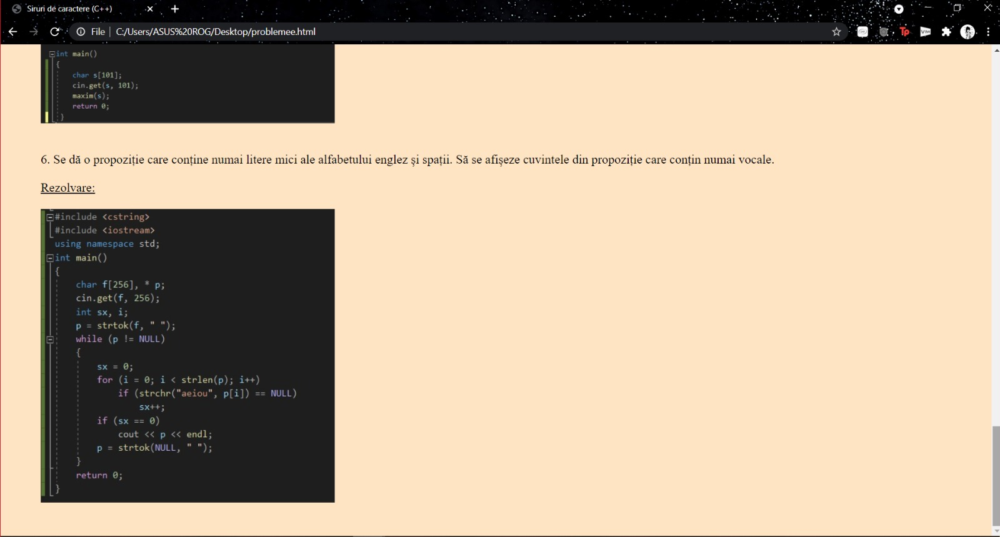 Siruri de caractere (C++)
File | C:/Users/ASUS%20ROG/Desktop/problemee.html
Tp
VM
int main()
{
char s[101];
cin.get(s, 101);
maxim(s);
return 0;
}
6. Se dă o propoziție care conține numai litere mici ale alfabetului englez și spații. Să se afișeze cuvintele din propoziție care conțin numai vocale.
Rezolvare:
#include <cstring>
#include <iostream>
using namespace std;
int main()
{
char f[256], * p;
cin.get(f, 256);
int sx, i;
p = strtok(f, " ");
while (p != NULL)
{
sx = 0;
for (i = 0; i < strlen(p); i++)
if (strchr("aeiou", p[i]) == NULL)
sx++;
if (sx == 0)
cout << p << endl;
p = strtok(NULL, " ");
}
return 0;
}